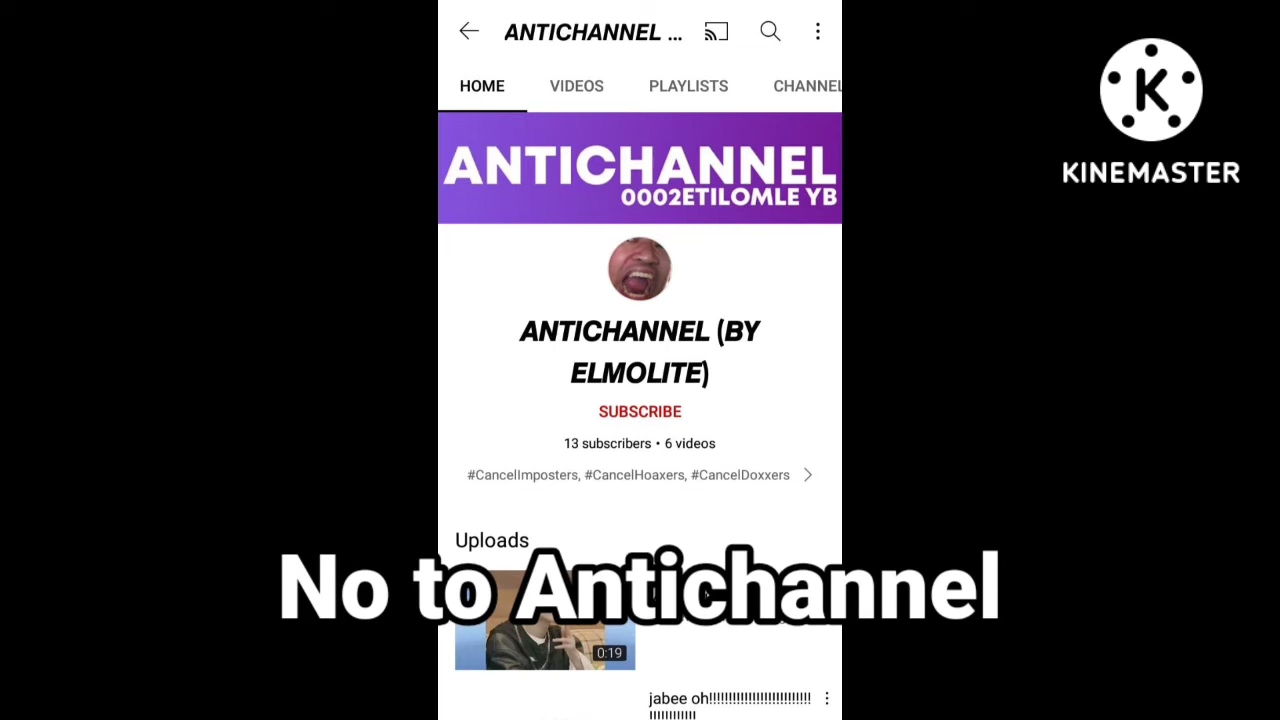 ANTICHANNEL ...
HOME VIDEOS PLAYLISTS CHANNEL
ANTICHANNEL
0002ETILOMLE YB
K
KINEMASTER
ANTICHANNEL (BY
ELMOLITE)
SUBSCRIBE
13 subscribers • 6 videos
#CancelImposters, #CancelHoaxers, #CancelDoxxers
Uploads
No to Antichannel
0:19
jabee oh!!!!!!!!!!!!!!!!!!!!!!!!!!
!!!!!!!!!!!!